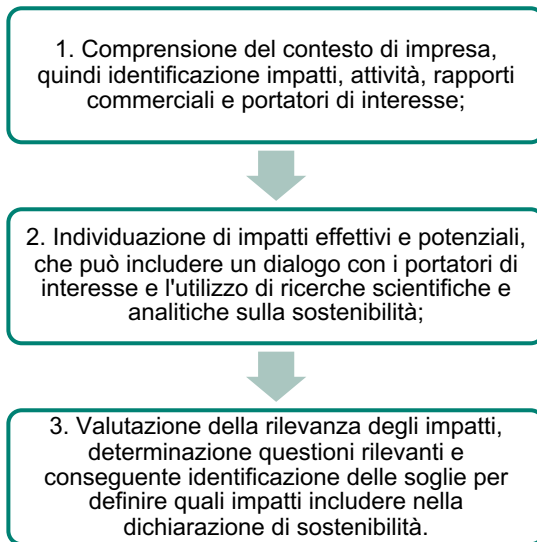 1. Comprensione del contesto di impresa,
quindi identificazione impatti, attività, rapporti
commerciali e portatori di interesse;
2. Individuazione di impatti effettivi e potenziali,
che può includere un dialogo con i portatori di
interesse e l'utilizzo di ricerche scientifiche e
analitiche sulla sostenibilità;
3. Valutazione della rilevanza degli impatti,
determinazione questioni rilevanti e
conseguente identificazione delle soglie per
definire quali impatti includere nella
dichiarazione di sostenibilità.